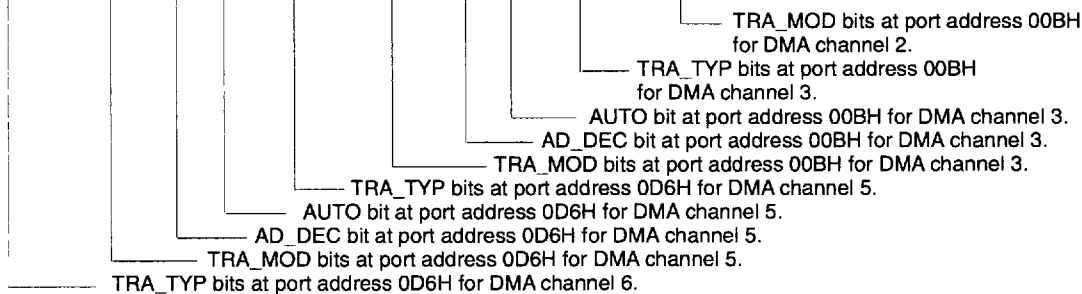 TRA_MOD bits at port address 00BH
for DMA channel 2.
TRA_TYP bits at port address 00BH
for DMA channel 3.
AUTO bit at port address 00BH for DMA channel 3.
AD_DEC bit at port address 00BH for DMA channel 3.
TRA_MOD bits at port address 00BH for DMA channel 3.
TRA_TYP bits at port address 0D6H for DMA channel 5.
AUTO bit at port address 0D6H for DMA channel 5.
AD_DEC bit at port address 0D6H for DMA channel 5.
TRA_MOD bits at port address 0D6H for DMA channel 5.
TRA_TYP bits at port address 0D6H for DMA channel 6.